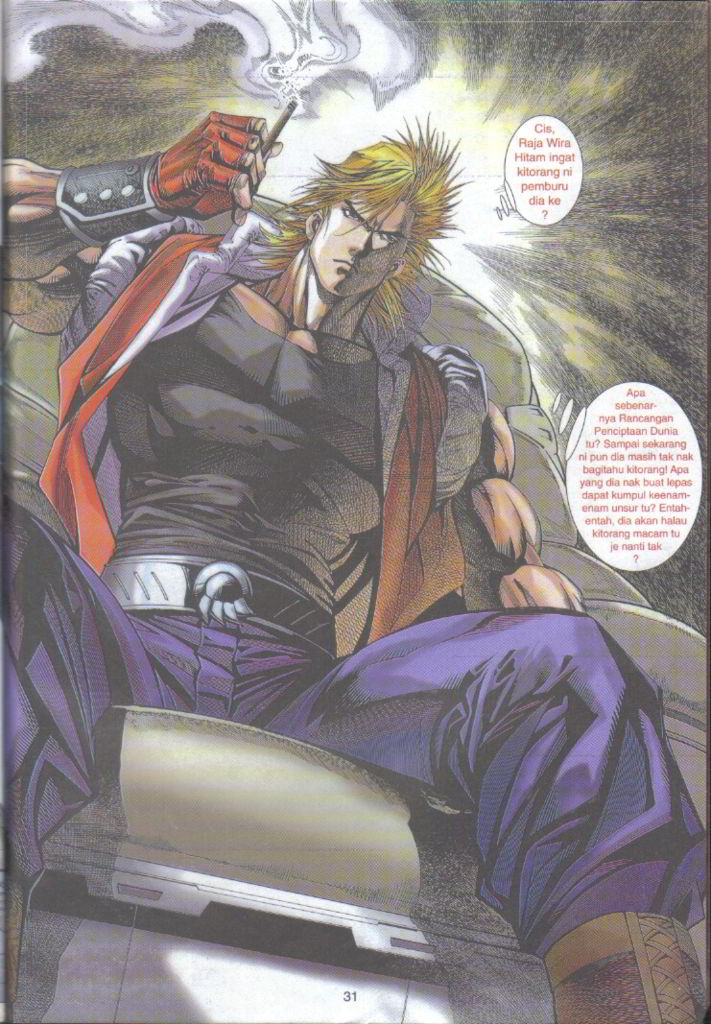 Cis,
Raja Wira
Hitam ingat
kitorang ni
pemburu
dia ke
?
Apa
sebenar-
nya Rancangan
Penciptaan Dunia
tu? Sampai sekarang
ni pun dia masih tak nak
bagitahu kitorang! Apa
yang dia nak buat lepas
dapat kumpul keenam-
enam unsur tu? Entah-
entah, dia akan halau
kitorang macam tu
je nanti tak
?
31